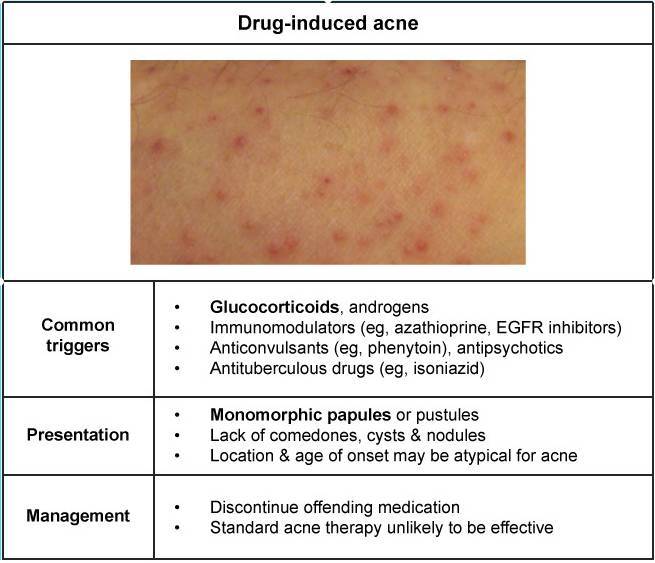 Drug-induced acne
Common
triggers
• Glucocorticoids, androgens
• Immunomodulators (eg, azathioprine, EGFR inhibitors)
• Anticonvulsants (eg, phenytoin), antipsychotics
• Antituberculous drugs (eg, isoniazid)
Presentation
• Monomorphic papules or pustules
• Lack of comedones, cysts & nodules
• Location & age of onset may be atypical for acne
Management
• Discontinue offending medication
• Standard acne therapy unlikely to be effective